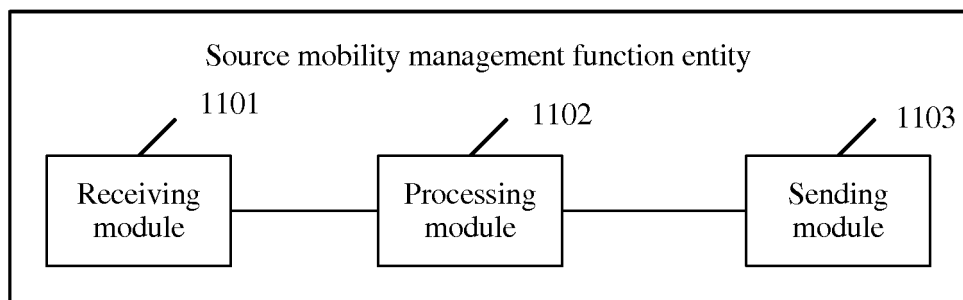 Source mobility management function entity
1101
1102
1103
Receiving
module
Processing
module
Sending
module